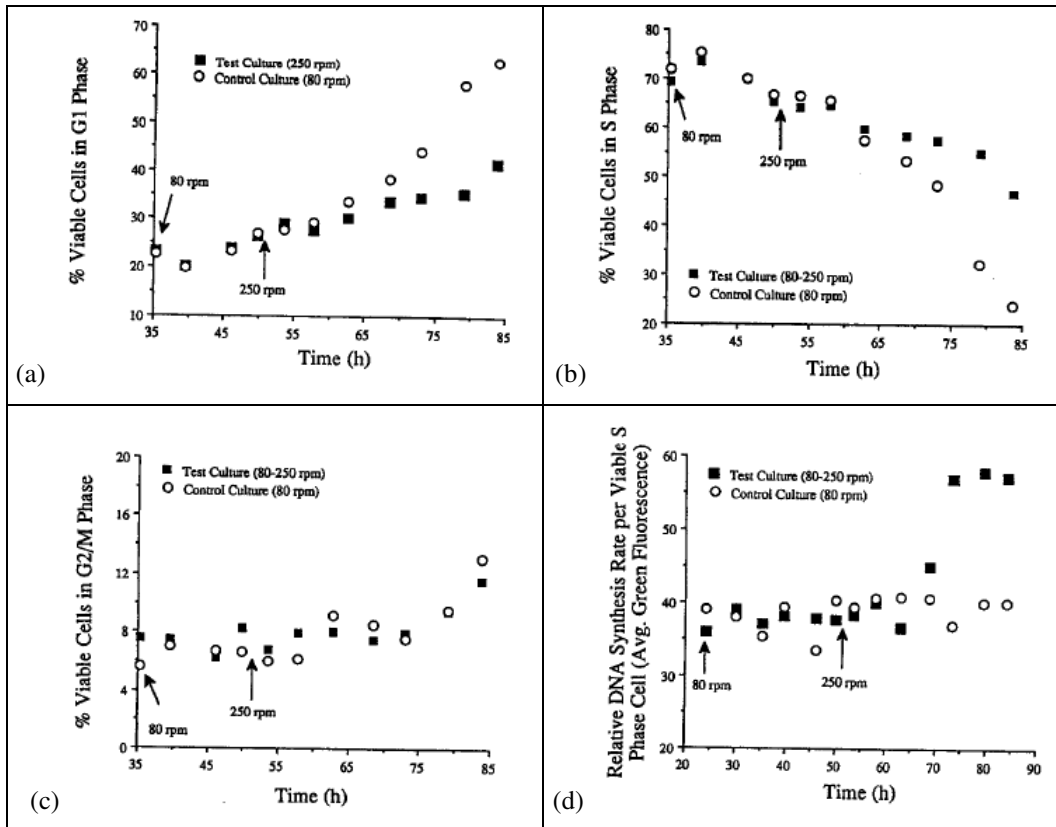 % Viable Cells in G1 Phase
70
60
50
40
30
20
10
Test Culture (250 rpm)
Control Culture (80 rpm)
80 rpm
250 rpm
35
45
55
65
75
85
Time (h)
(a)
% Viable Cells in S Phase
80
70
60
50
40
30
20
80 rpm
250 rpm
Test Culture (80-250 rpm)
Control Culture (80 rpm)
35
45
55
65
75
85
Time (h)
(b)
% Viable Cells in G2/M Phase
20
16
12
8
4
0
Test Culture (80-250 rpm)
Control Culture (80 rpm)
80 rpm
250 rpm
35
45
55
65
75
85
Time (h)
(c)
Relative DNA Synthesis Rate per Viable S
Phase Cell (Avg. Green Fluorescence)
60
50
40
30
20
Test Culture (80-250 rpm)
Control Culture (80 rpm)
80 rpm
250 rpm
20
30
40
50
60
70
80
90
Time (h)
(d)